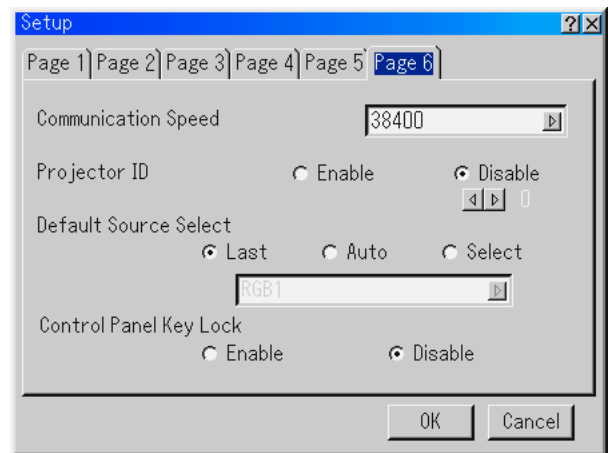 Setup
Page 1 Page 2 Page 3 Page 4 Page 5 Page 6
Communication Speed 38400
Projector ID Enable Disable
0
Default Source Select
Last Auto Select
RGB1
Control Panel Key Lock
Enable Disable
OK Cancel